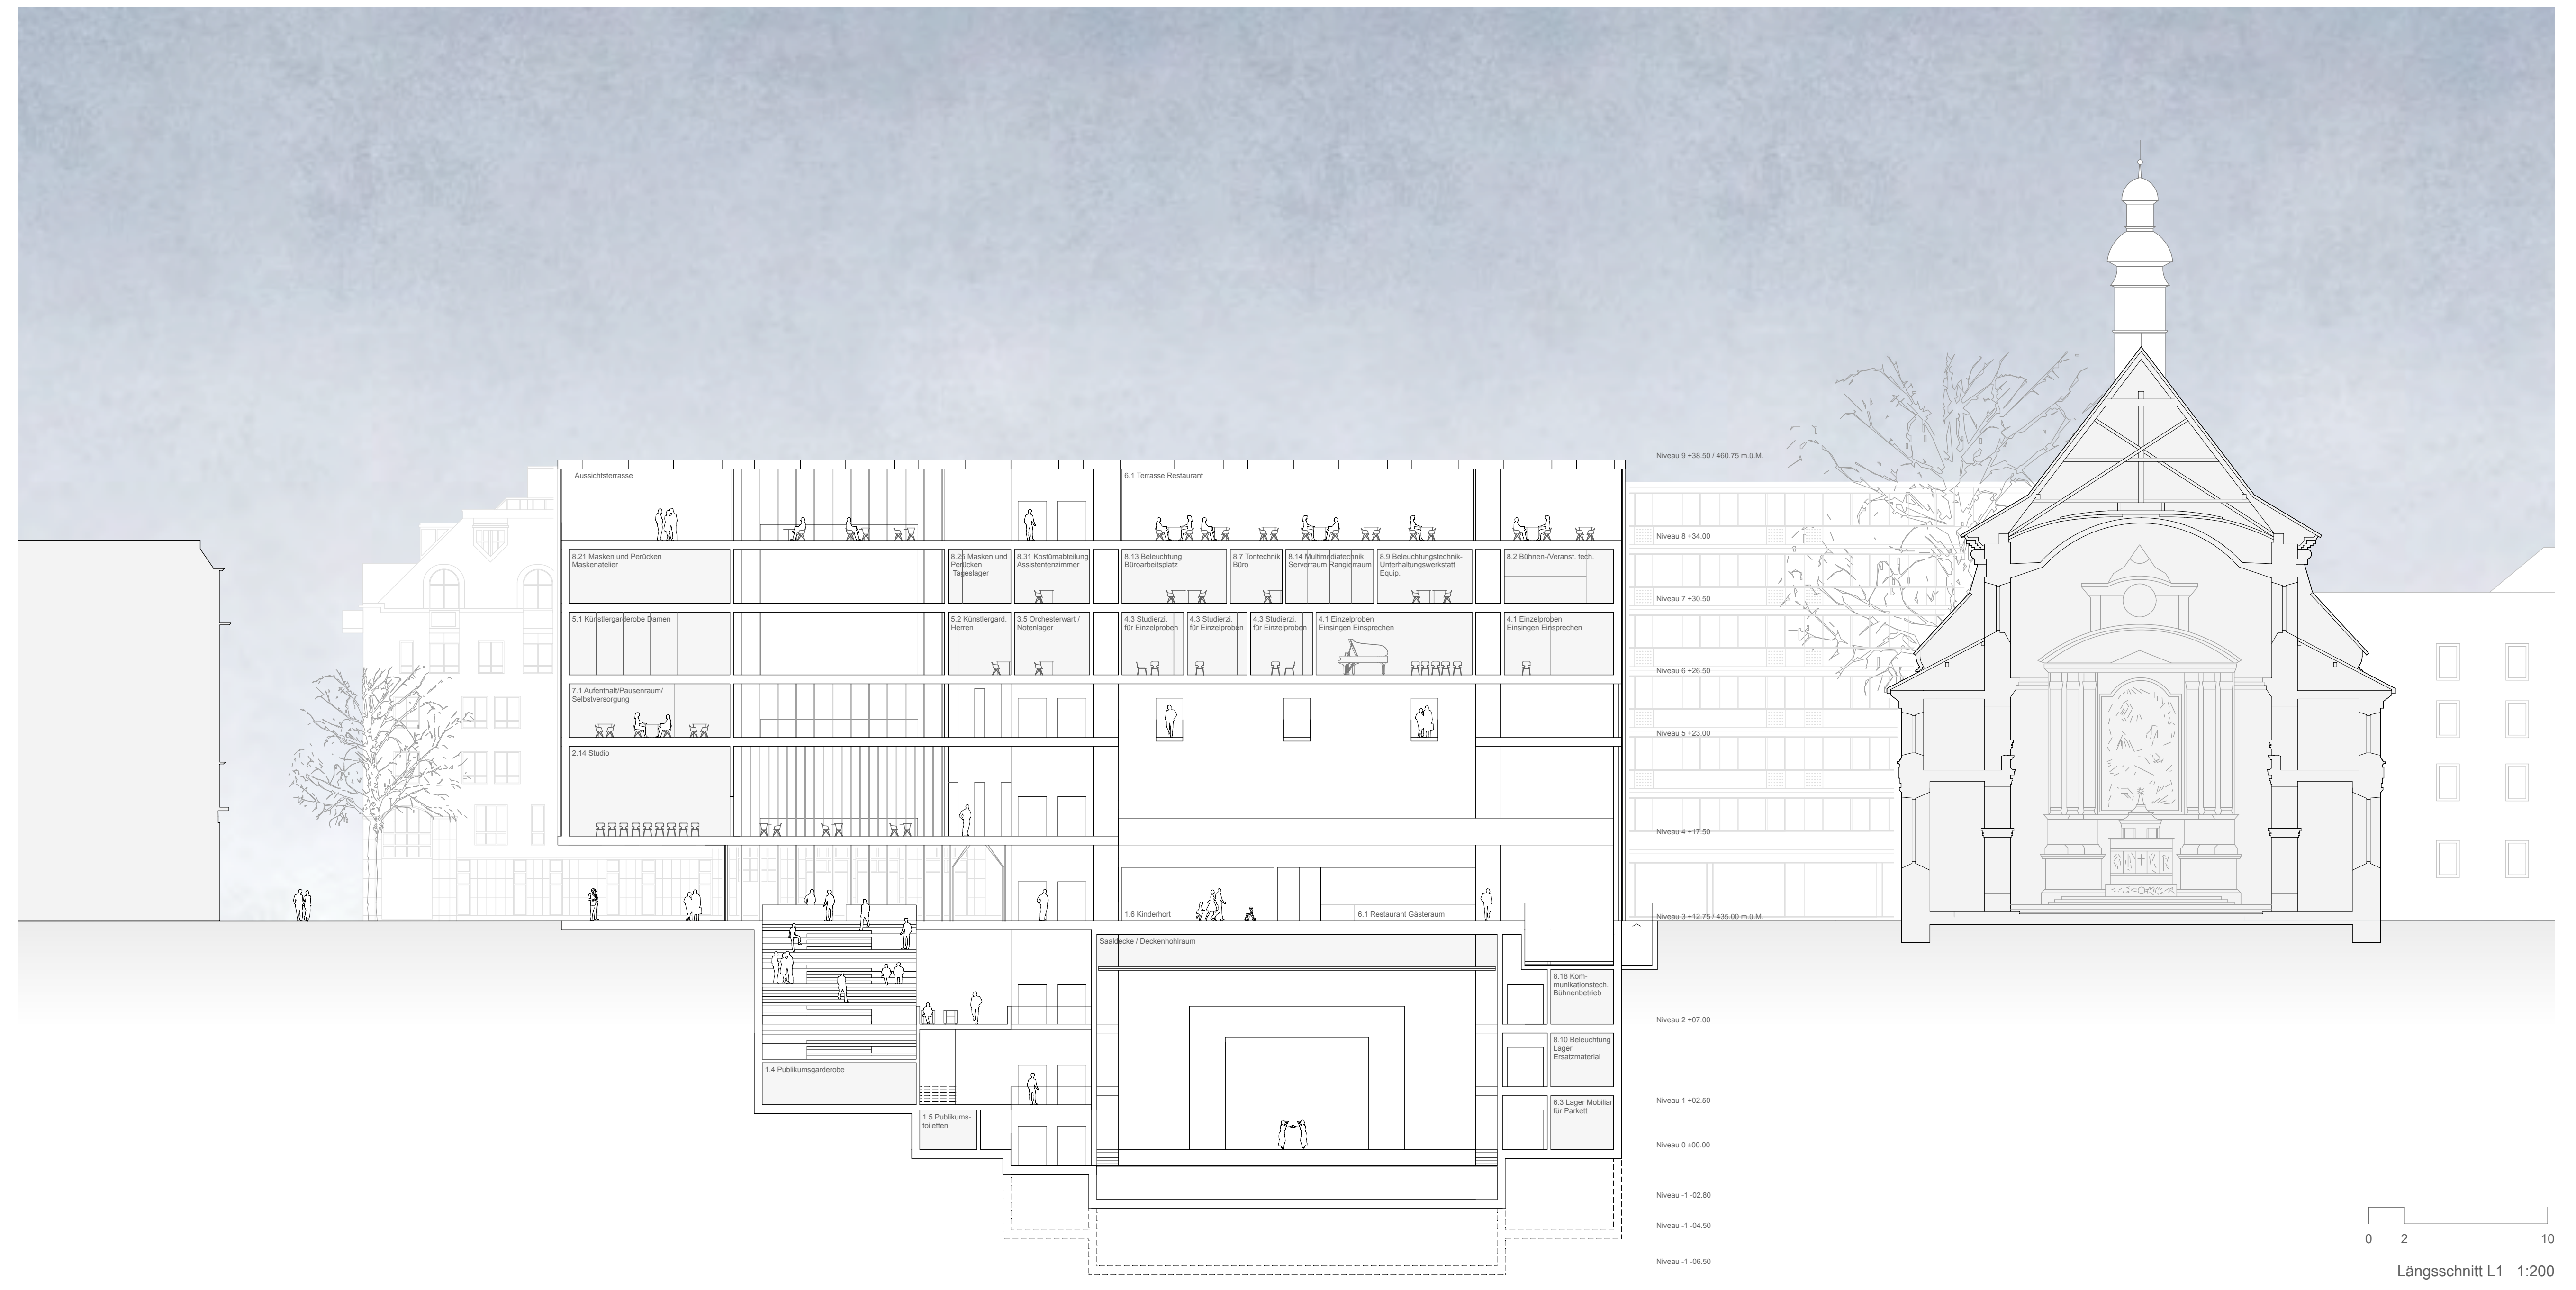 Niveau 9 +38.50 / 460.75 m.ü.M.
Aussichtsterrasse
6.1 Terrasse Restaurant
Niveau 8 +34.00
8.21 Masken und Perücken
Maskenatelier
8.25 Masken und
Perücken
Tageslager
8.31 Kostümabteilung
Assistentenzimmer
8.13 Beleuchtung
Büroarbeitsplatz
8.7 Tontechnik
Büro
8.14 Multimediatechnik
Serverraum Rangierraum
8.9 Beleuchtungstechnik-
Unterhaltungswerkstatt
Equip.
8.2 Bühnen-/Veranst. tech.
Niveau 7 +30.50
5.1 Künstlergarderobe Damen
5.2 Künstlergard.
Herren
3.5 Orchesterwart /
Notenlager
4.3 Studierzi.
für Einzelproben
4.3 Studierzi.
für Einzelproben
4.3 Studierzi.
für Einzelproben
4.1 Einzelproben
Einsingen Einsprechen
4.1 Einzelproben
Einsingen Einsprechen
Niveau 6 +26.50
7.1 Aufenthalt/Pausenraum/
Selbstversorgung
Niveau 5 +23.00
2.14 Studio
Niveau 4 +17.50
1.6 Kinderhort
6.1 Restaurant Gästeraum
Niveau 3 +12.75 / 435.00 m.ü.M.
Saaldecke / Deckenhohlraum
8.18 Kom-
munikationstech.
Bühnenbetrieb
Niveau 2 +07.00
8.10 Beleuchtung
Lager
Ersatzmaterial
1.4 Publikumsgarderobe
Niveau 1 +02.50
6.3 Lager Mobiliar
für Parkett
1.5 Publikums-
toiletten
Niveau 0 ±00.00
Niveau -1 -02.80
Niveau -1 -04.50
Niveau -1 -06.50
0 2 10
Längsschnitt L1 1:200